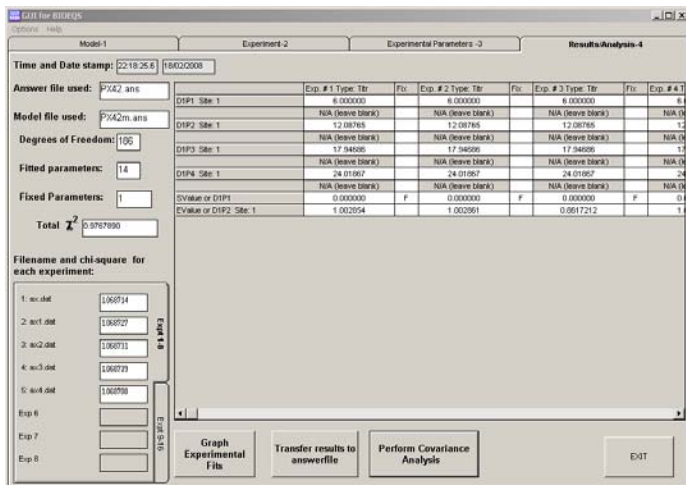 GUI for BIOEQS
Options Help
Model-1 Experiment-2 Experimental Parameters -3 Results/Analysis-4
Time and Date stamp: 22:18:25.6 18/02/2008
Answer file used: PX42.ans
Model file used: PX42m.ans
Degrees of Freedom: 186
Fitted parameters: 14
Fixed Parameters: 1
Total χ² 0.9767890
Filename and chi-square for
each experiment:
1: ax.dat 1.068714
2: ax1.dat 1.068727
3: ax2.dat 1.068731
4: ax3.dat 1.068739
5: ax4.dat 1.068708
Exp 6
Exp 7
Exp 8
Expt 1-8
Expt 9-16
Exp. # 1 Type: Titr Fix Exp. # 2 Type: Titr Fix Exp. # 3 Type: Titr Fix Exp. # 4 T
D1P1 Site: 1 6.000000 6.000000 6.000000 6.
N/A (leave blank) N/A (leave blank) N/A (leave blank) N/A (l
D1P2 Site: 1 12.08765 12.08765 12.08765 12
N/A (leave blank) N/A (leave blank) N/A (leave blank) N/A (l
D1P3 Site: 1 17.94686 17.94686 17.94686 17
N/A (leave blank) N/A (leave blank) N/A (leave blank) N/A (l
D1P4 Site: 1 24.01867 24.01867 24.01867 24
N/A (leave blank) N/A (leave blank) N/A (leave blank) N/A (l
SValue or D1P1 0.000000 F 0.000000 F 0.000000 F 0.
EValue or D1P2 Site: 1 1.002854 1.002861 0.8617212 1.
Graph
Experimental
Fits
Transfer results to
answerfile
Perform Covariance
Analysis
EXIT